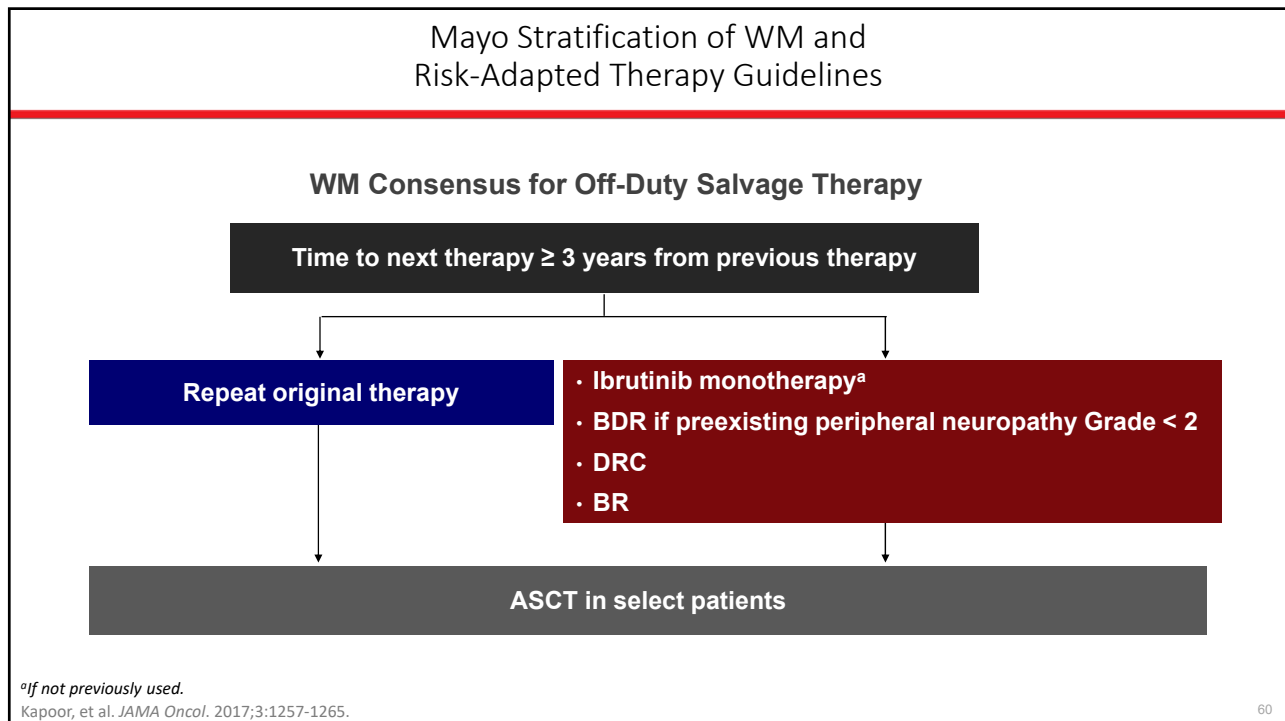 Mayo Stratification of WM and
Risk-Adapted Therapy Guidelines
WM Consensus for Off-Duty Salvage Therapy
Time to next therapy ≥ 3 years from previous therapy
Repeat original therapy
• Ibrutinib monotherapyᵃ
• BDR if preexisting peripheral neuropathy Grade < 2
• DRC
• BR
ASCT in select patients
ᵃIf not previously used.
Kapoor, et al. JAMA Oncol. 2017;3:1257-1265.
60